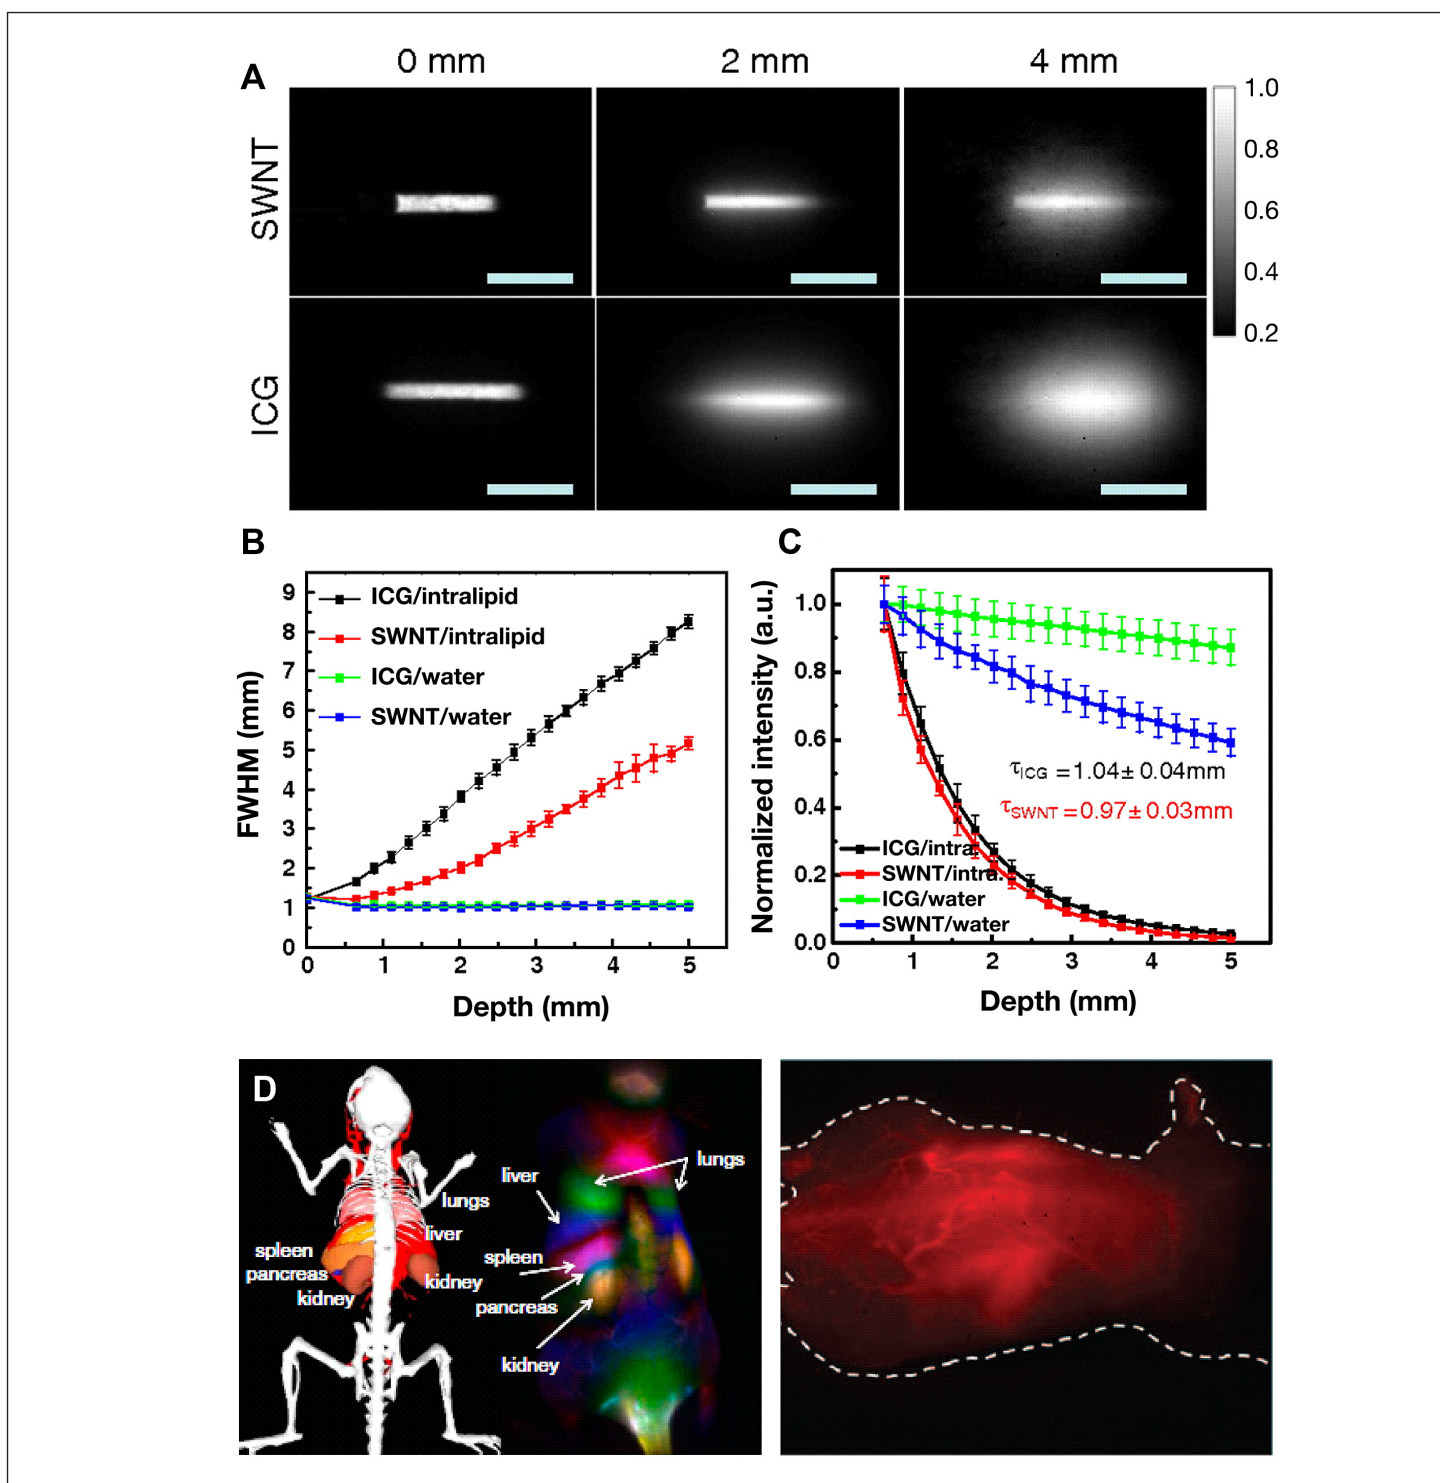 A
0 mm
2 mm
4 mm
SWNT
ICG
1.0
0.8
0.6
0.4
0.2
B
FWHM (mm)
9
8
7
6
5
4
3
2
1
0
ICG/intralipid
SWNT/intralipid
ICG/water
SWNT/water
0 1 2 3 4 5
Depth (mm)
C
Normalized intensity (a.u.)
1.0
0.8
0.6
0.4
0.2
0.0
τICG =1.04± 0.04mm
τSWNT =0.97± 0.03mm
ICG/intra.
SWNT/intra.
ICG/water
SWNT/water
0 1 2 3 4 5
Depth (mm)
D
lungs
liver
spleen
pancreas
kidney
kidney
lungs
liver
spleen
pancreas
kidney